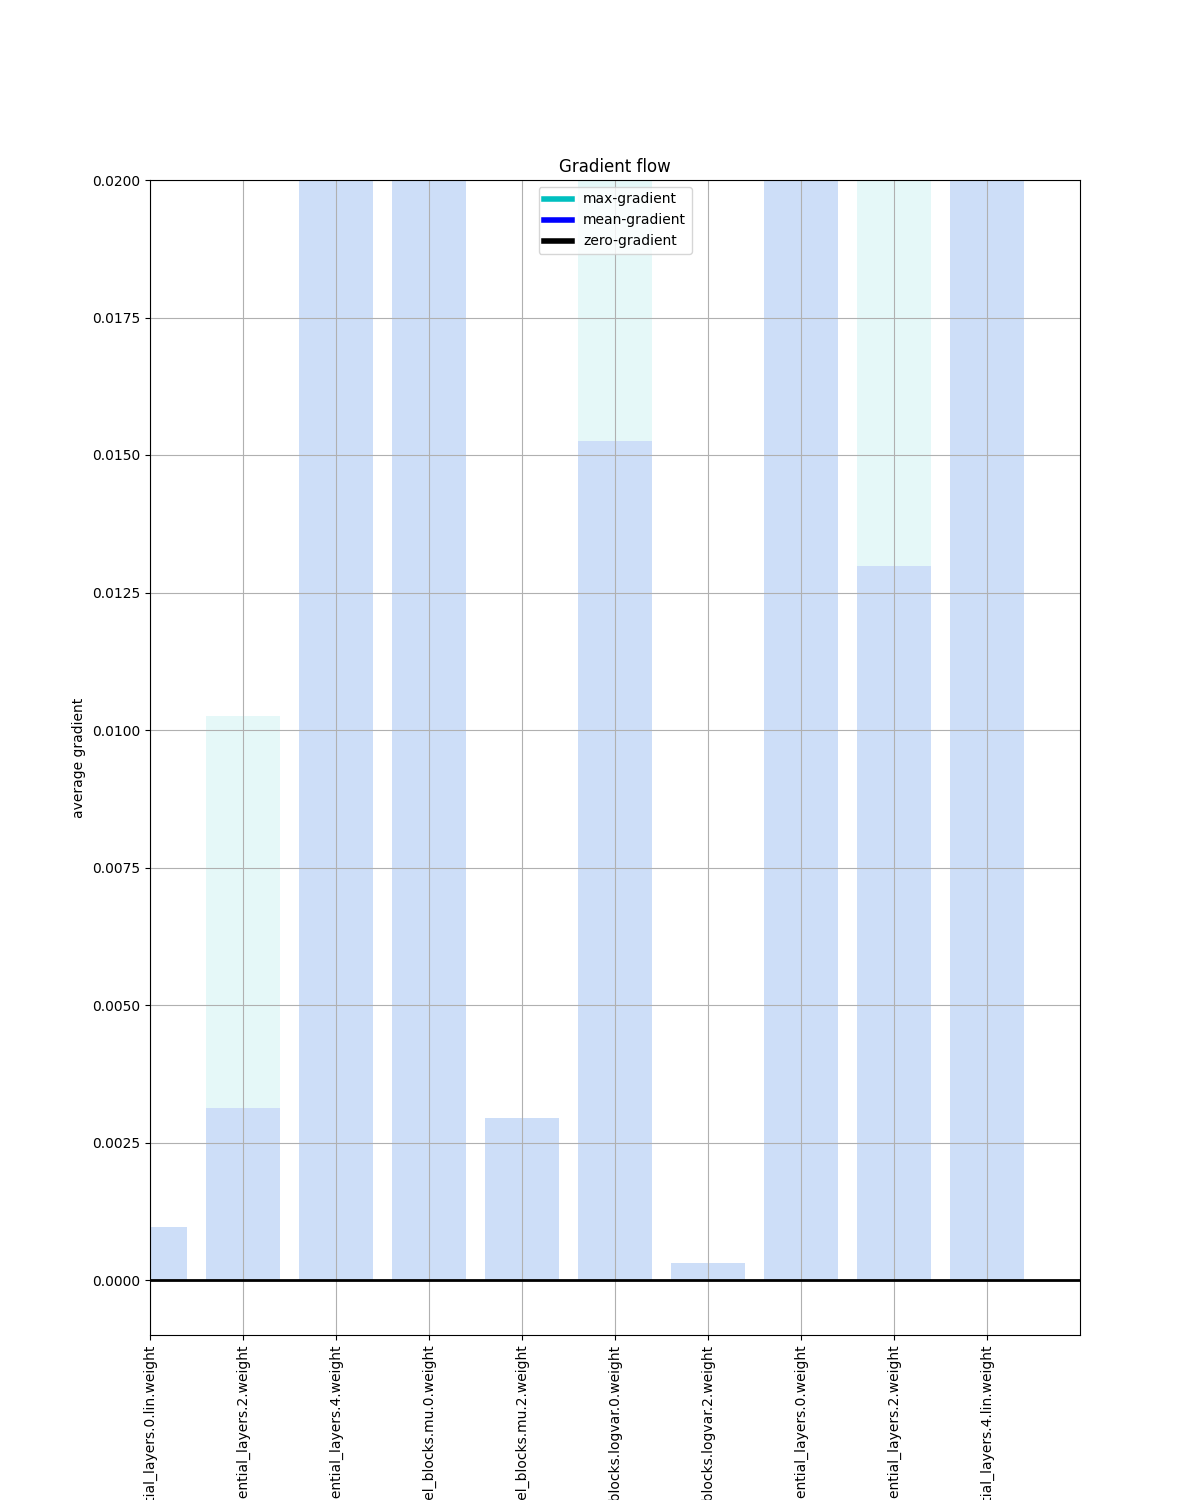 Gradient flow
max-gradient
mean-gradient
zero-gradient
0.0200
0.0175
0.0150
0.0125
0.0100
0.0075
0.0050
0.0025
0.0000
average gradient
tial_layers.0.lin.weight
ential_layers.2.weight
ential_layers.4.weight
el_blocks.mu.0.weight
el_blocks.mu.2.weight
blocks.logvar.0.weight
blocks.logvar.2.weight
ential_layers.0.weight
ential_layers.2.weight
tial_layers.4.lin.weight